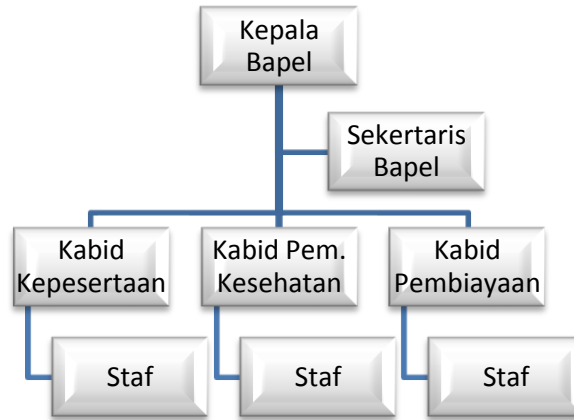 Kepala
Bapel
Sekertaris
Bapel
Kabid
Kepesertaan
Kabid Pem.
Kesehatan
Kabid
Pembiayaan
Staf
Staf
Staf